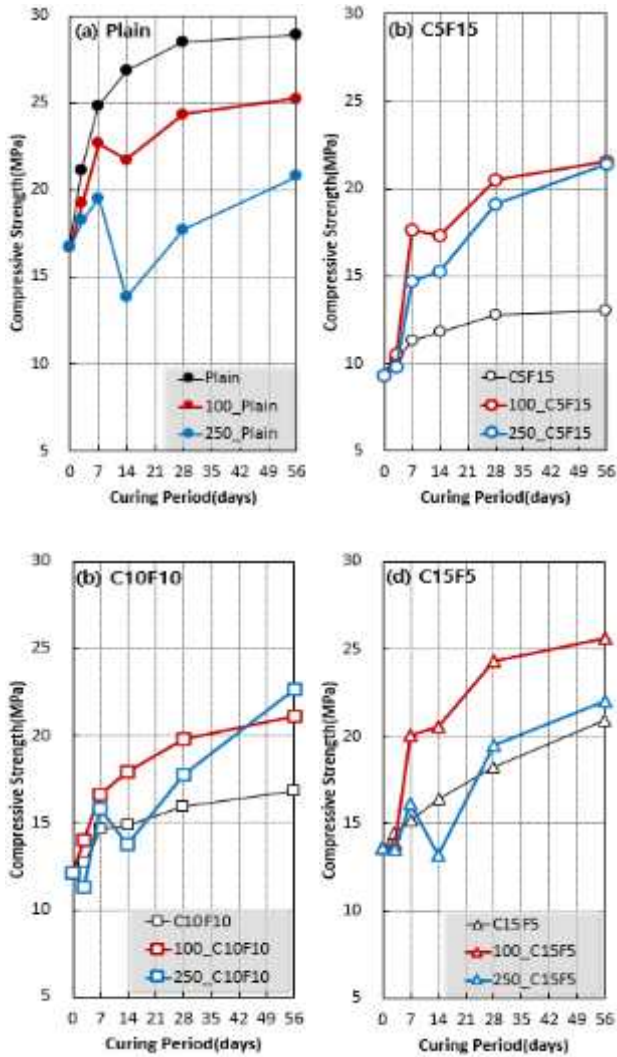 (a) Plain
Compressive Strength(MPa)
30
25
20
15
10
5
Plain
100_Plain
250_Plain
0 7 14 21 28 35 42 49 56
Curing Period(days)
(b) C5F15
Compressive Strength(MPa)
30
25
20
15
10
5
C5F15
100_C5F15
250_C5F15
0 7 14 21 28 35 42 49 56
Curing Period(days)
(b) C10F10
Compressive Strength(MPa)
30
25
20
15
10
5
C10F10
100_C10F10
250_C10F10
0 7 14 21 28 35 42 49 56
Curing Period(days)
(d) C15F5
Compressive Strength(MPa)
30
25
20
15
10
5
C15F5
100_C15F5
250_C15F5
0 7 14 21 28 35 42 49 56
Curing Period(days)